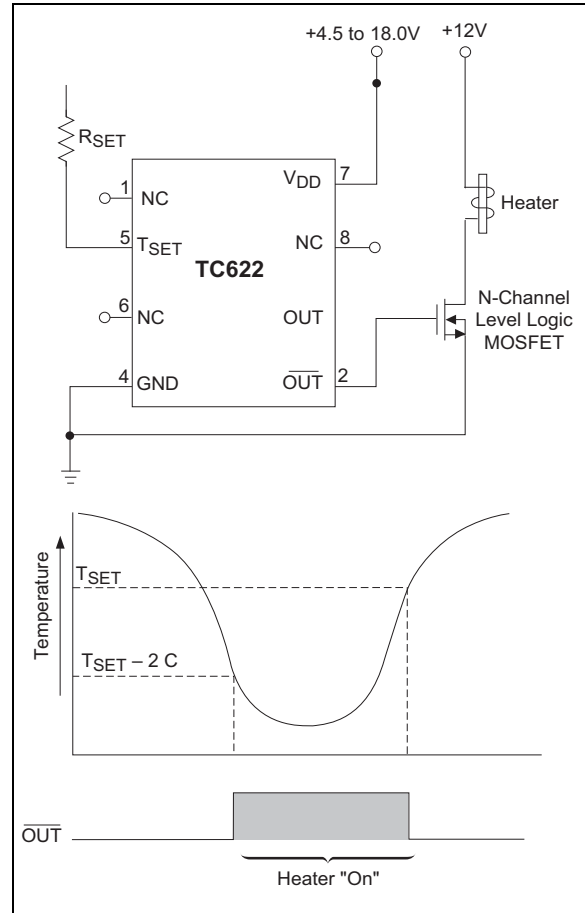 +4.5 to 18.0V
+12V
RSET
1
NC
VDD
7
5
TSET
NC
8
Heater
TC622
6
NC
OUT
N-Channel
Level Logic
MOSFET
4
GND
OUT
2
Temperature
TSET
TSET – 2 C
OUT
Heater "On"